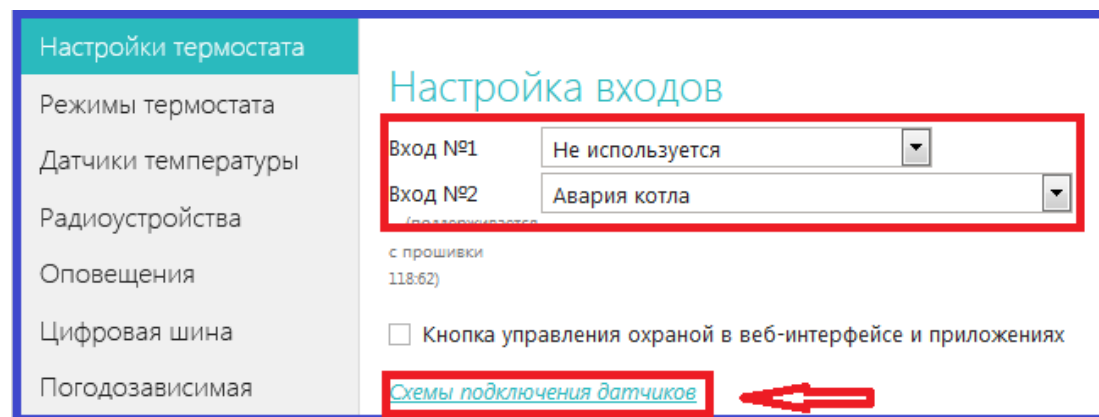 Настройки термостата
Режимы термостата
Датчики температуры
Радиоустройства
Оповещения
Цифровая шина
Погодозависимая
Настройка входов
Вход №1 Не используется
Вход №2 Авария котла
(поддерживается
с прошивки
118:62)
Кнопка управления охраной в веб-интерфейсе и приложениях
Схемы подключения датчиков